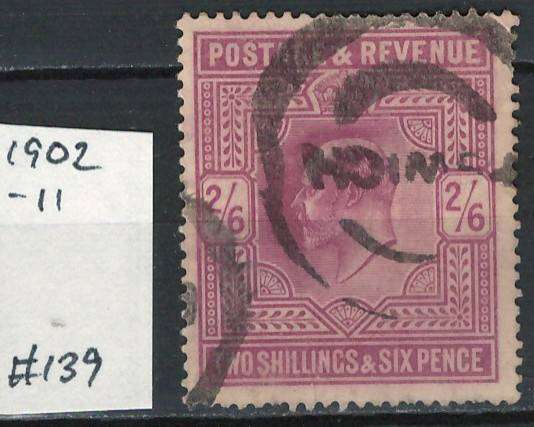 1902
-11
#139
POSTAGE & REVENUE
2/6
2/6
TWO SHILLINGS & SIX PENCE